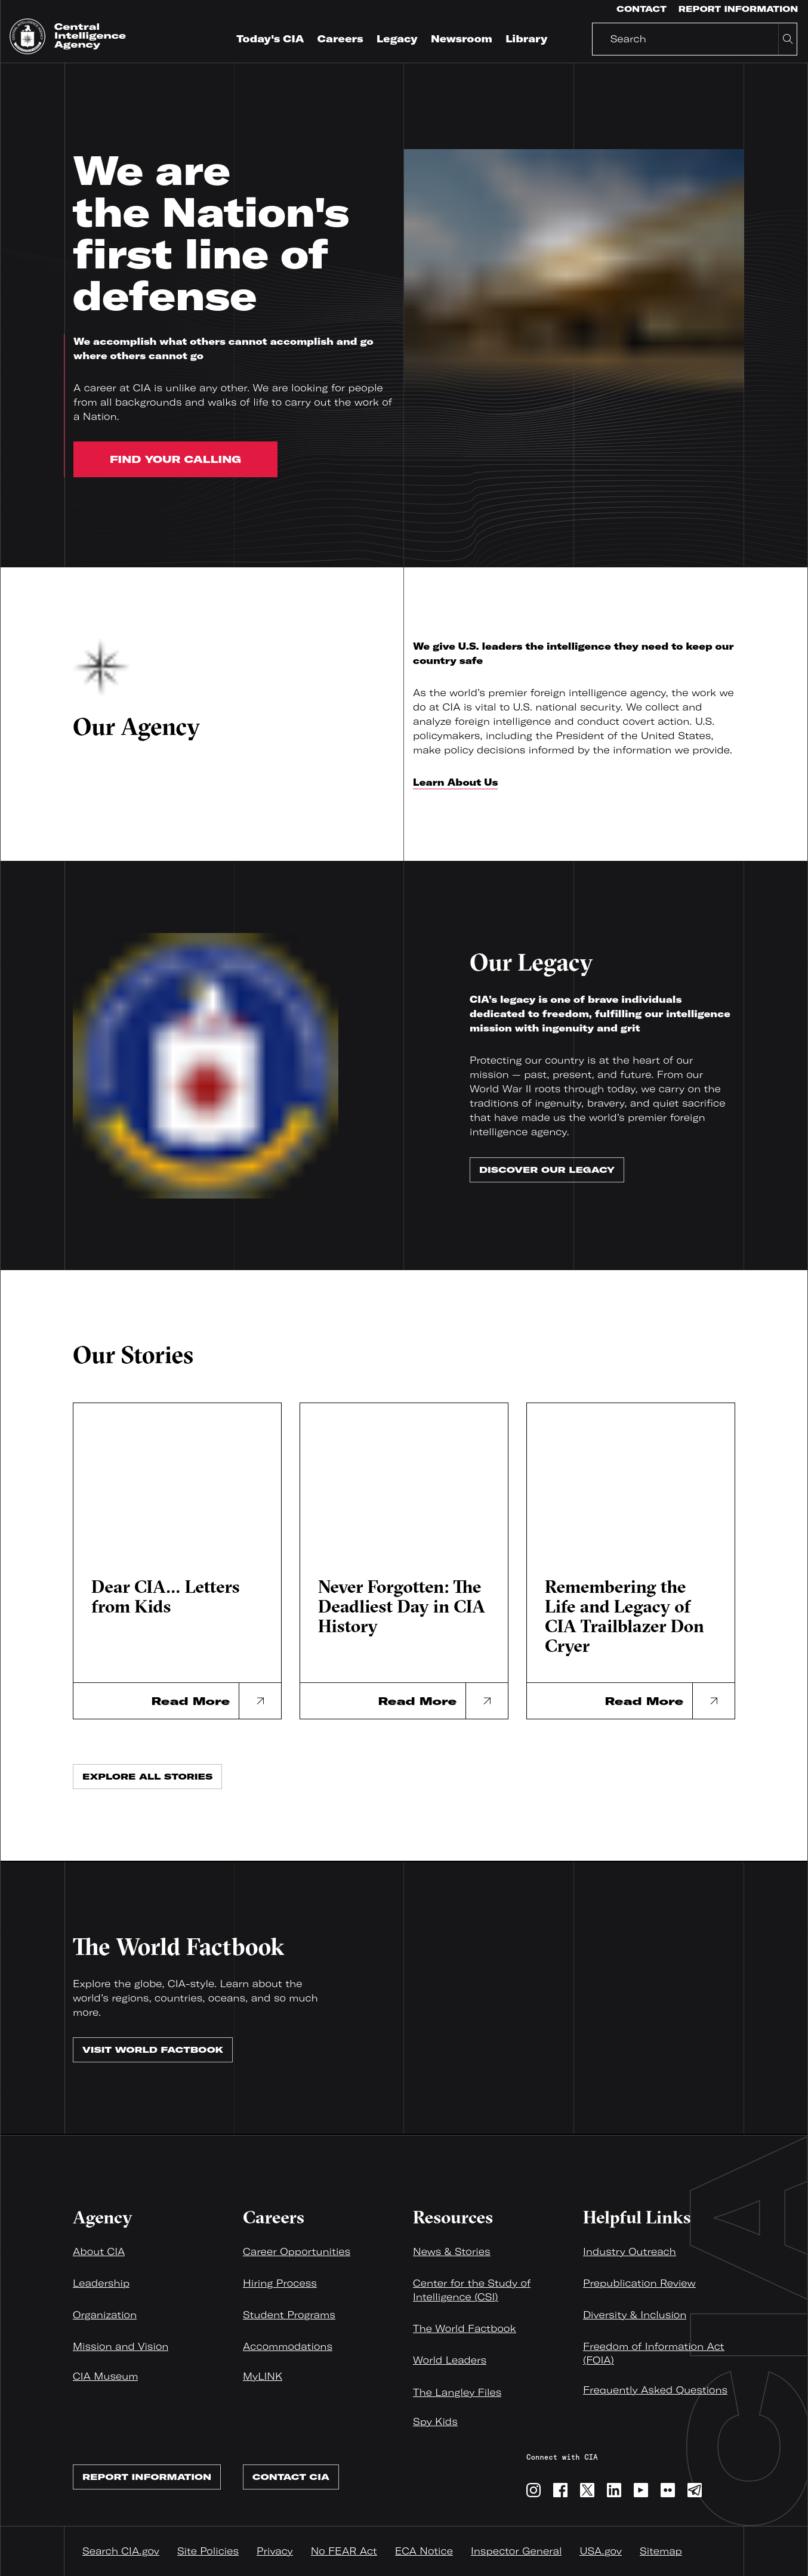 CONTACT REPORT INFORMATION
Central
Intelligence
Agency
Today's CIA Careers Legacy Newsroom Library
Search
We are
the Nation's
first line of
defense
We accomplish what others cannot accomplish and go
where others cannot go
A career at CIA is unlike any other. We are looking for people
from all backgrounds and walks of life to carry out the work of
a Nation.
FIND YOUR CALLING
Our Agency
We give U.S. leaders the intelligence they need to keep our
country safe
As the world's premier foreign intelligence agency, the work we
do at CIA is vital to U.S. national security. We collect and
analyze foreign intelligence and conduct covert action. U.S.
policymakers, including the President of the United States,
make policy decisions informed by the information we provide.
Learn About Us
Our Legacy
CIA's legacy is one of brave individuals
dedicated to freedom, fulfilling our intelligence
mission with ingenuity and grit
Protecting our country is at the heart of our
mission — past, present, and future. From our
World War II roots through today, we carry on the
traditions of ingenuity, bravery, and quiet sacrifice
that have made us the world's premier foreign
intelligence agency.
DISCOVER OUR LEGACY
Our Stories
Dear CIA... Letters
from Kids
Read More
Never Forgotten: The
Deadliest Day in CIA
History
Read More
Remembering the
Life and Legacy of
CIA Trailblazer Don
Cryer
Read More
EXPLORE ALL STORIES
The World Factbook
Explore the globe, CIA-style. Learn about the
world's regions, countries, oceans, and so much
more.
VISIT WORLD FACTBOOK
Agency
About CIA
Leadership
Organization
Mission and Vision
CIA Museum
Careers
Career Opportunities
Hiring Process
Student Programs
Accommodations
MyLINK
Resources
News & Stories
Center for the Study of
Intelligence (CSI)
The World Factbook
World Leaders
The Langley Files
Spy Kids
Helpful Links
Industry Outreach
Prepublication Review
Diversity & Inclusion
Freedom of Information Act
(FOIA)
Frequently Asked Questions
CIA
REPORT INFORMATION
CONTACT CIA
Connect with CIA
Search CIA.gov Site Policies Privacy No FEAR Act ECA Notice Inspector General USA.gov Sitemap